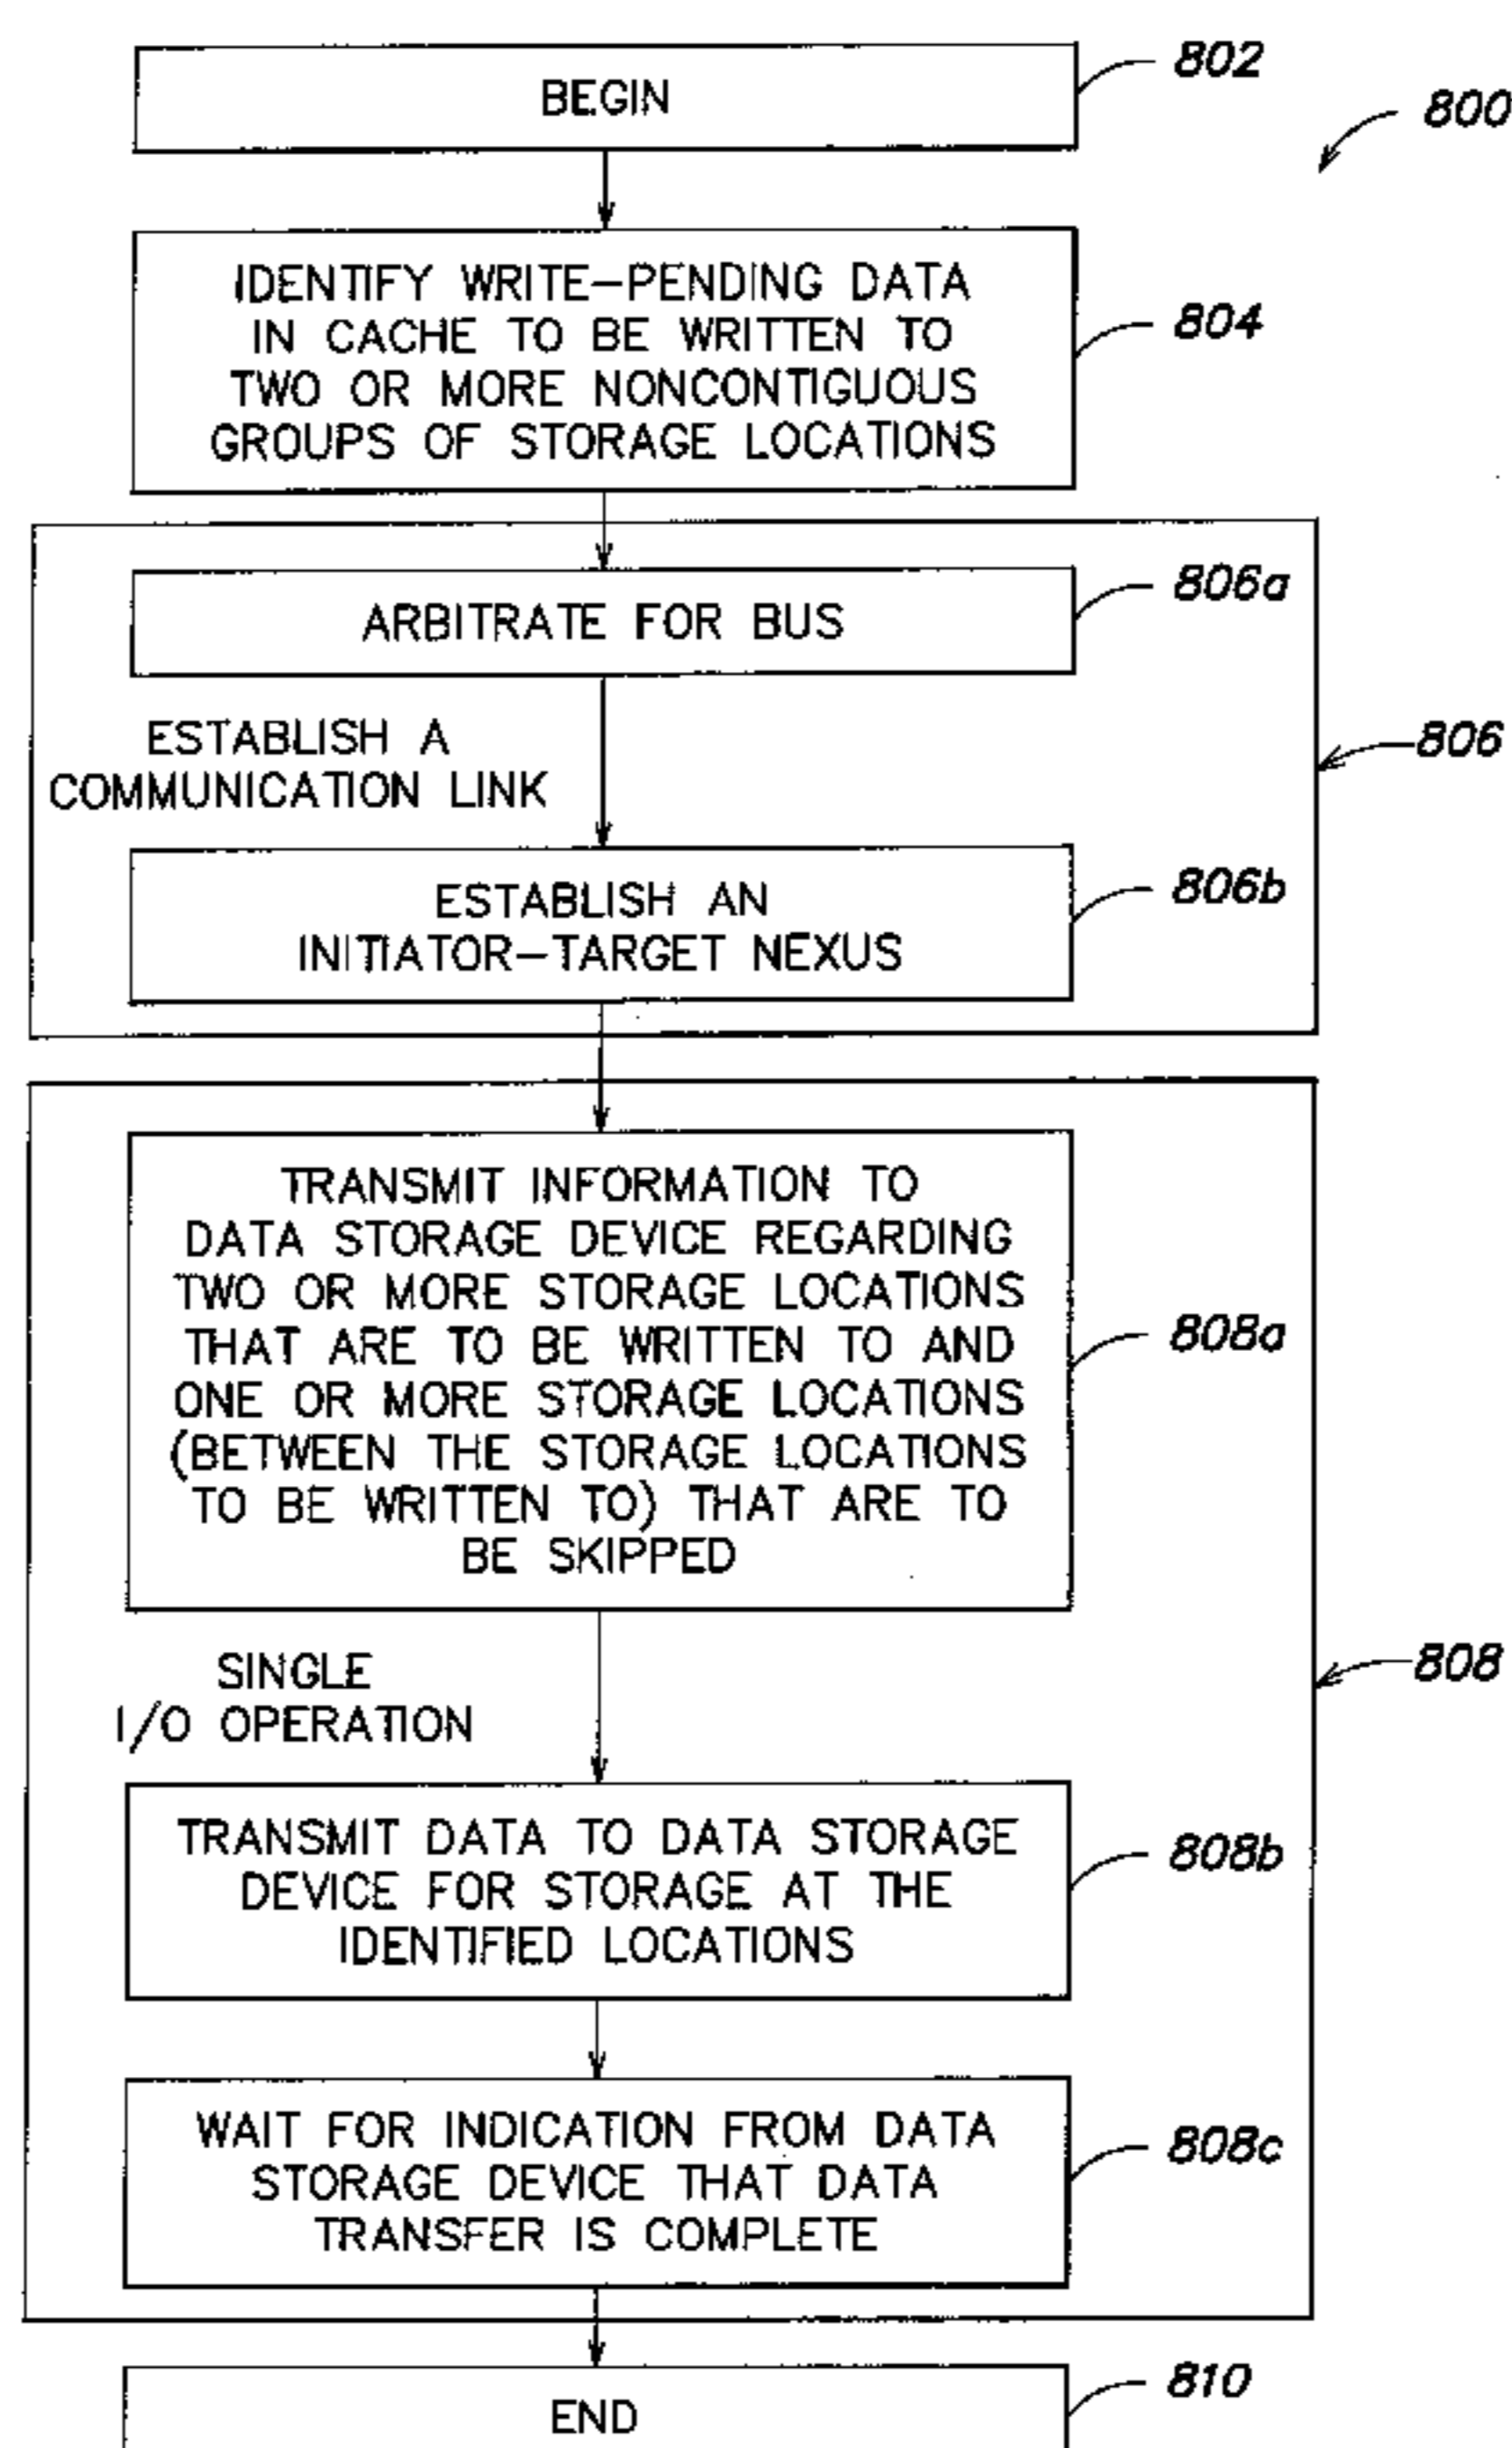 BEGIN
802
800
IDENTIFY WRITE-PENDING DATA
IN CACHE TO BE WRITTEN TO
TWO OR MORE NONCONTIGUOUS
GROUPS OF STORAGE LOCATIONS
804
ARBITRATE FOR BUS
806a
ESTABLISH A
COMMUNICATION LINK
806
ESTABLISH AN
INITIATOR-TARGET NEXUS
806b
TRANSMIT INFORMATION TO
DATA STORAGE DEVICE REGARDING
TWO OR MORE STORAGE LOCATIONS
THAT ARE TO BE WRITTEN TO AND
ONE OR MORE STORAGE LOCATIONS
(BETWEEN THE STORAGE LOCATIONS
TO BE WRITTEN TO) THAT ARE TO
BE SKIPPED
808a
SINGLE
I/O OPERATION
808
TRANSMIT DATA TO DATA STORAGE
DEVICE FOR STORAGE AT THE
IDENTIFIED LOCATIONS
808b
WAIT FOR INDICATION FROM DATA
STORAGE DEVICE THAT DATA
TRANSFER IS COMPLETE
808c
END
810